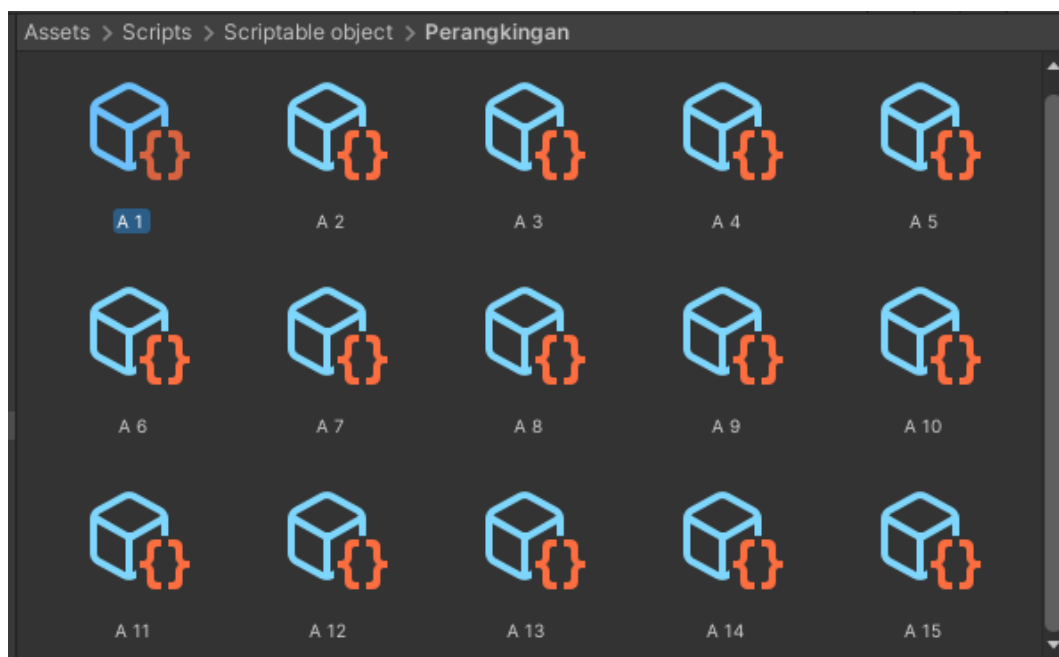 Assets > Scripts > Scriptable object > Perangkingan
A 1 A 2 A 3 A 4 A 5
A 6 A 7 A 8 A 9 A 10
A 11 A 12 A 13 A 14 A 15